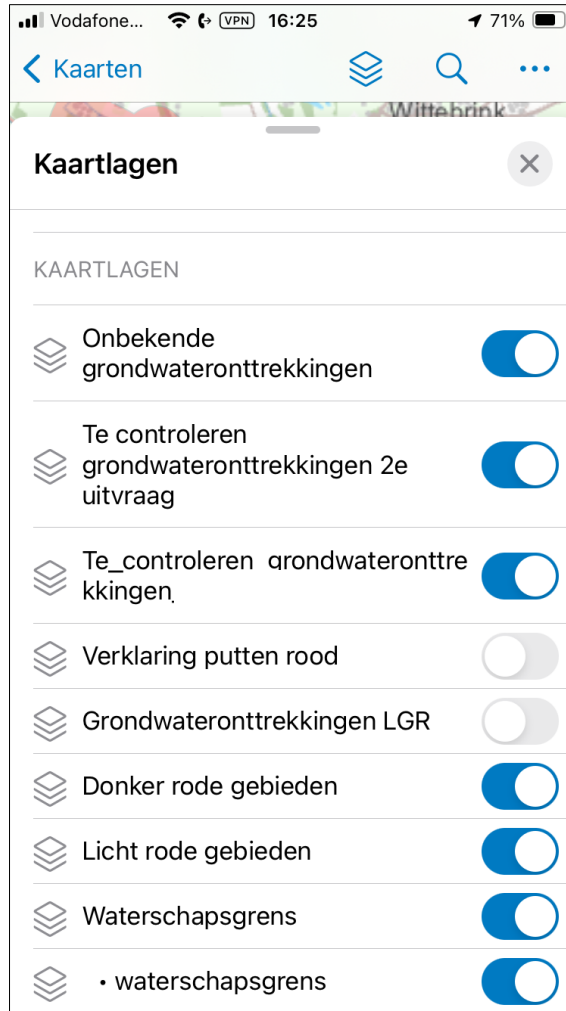 Vodafone... VPN 16:25 71%
Kaarten
Wittebrink
Kaartlagen
KAARTLAGEN
Onbekende
grondwateronttrekkingen
Te controleren
grondwateronttrekkingen 2e
uitvraag
Te_controleren_grondwateronttre
kkingen
Verklaring putten rood
Grondwateronttrekkingen LGR
Donker rode gebieden
Licht rode gebieden
Waterschapsgrens
• waterschapsgrens